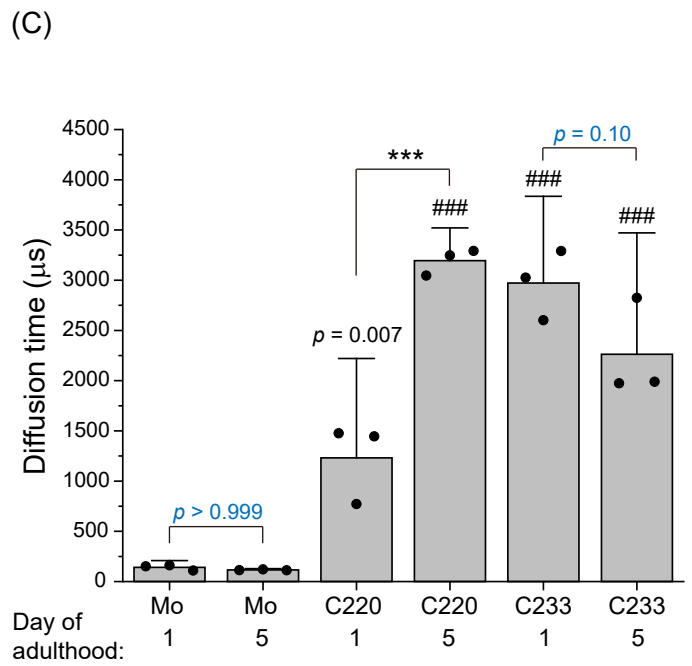 (C)
Diffusion time (μs)
4500
4000
3500
3000
2500
2000
1500
1000
500
0
p > 0.999
p = 0.007
***
###
###
p = 0.10
###
Mo Mo C220 C220 C233 C233
Day of
adulthood: 1 5 1 5 1 5